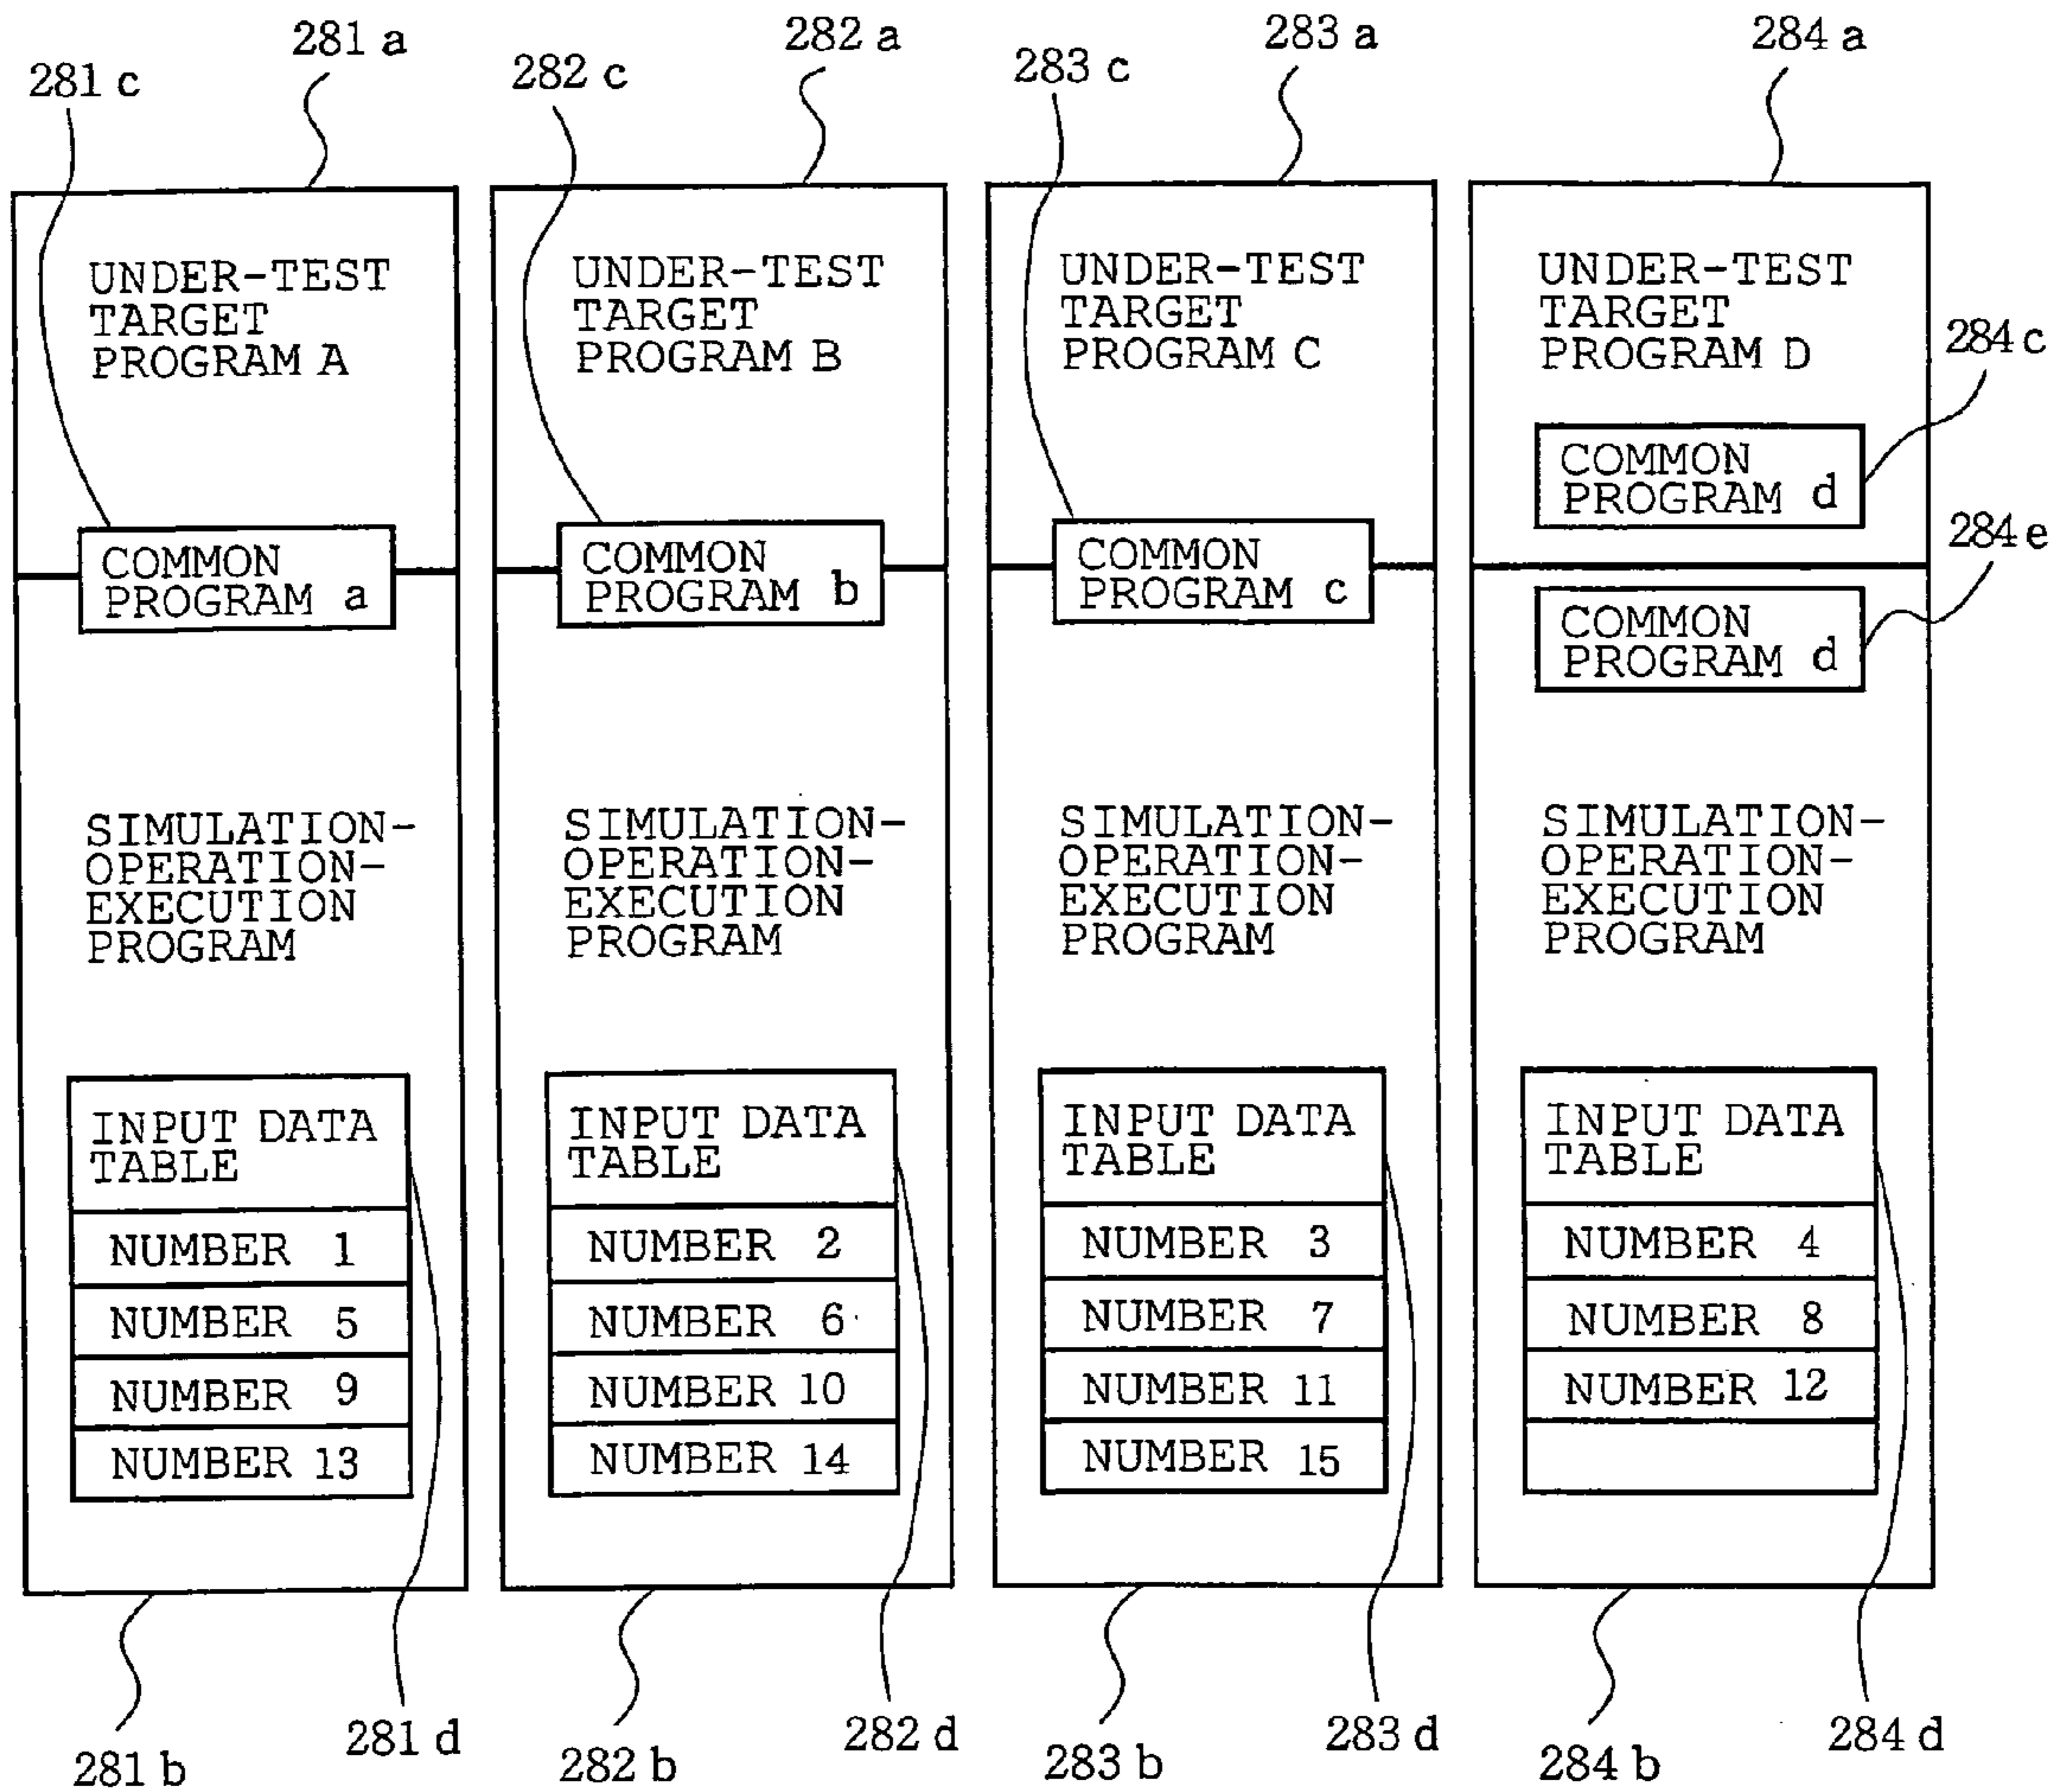 281 a
282 a
283 a
284 a
281 c
282 c
283 c
UNDER-TEST
TARGET
PROGRAM A
COMMON
PROGRAM a
SIMULATION-
OPERATION-
EXECUTION
PROGRAM
INPUT DATA
TABLE
NUMBER 1
NUMBER 5
NUMBER 9
NUMBER 13
281 b
281 d
UNDER-TEST
TARGET
PROGRAM B
COMMON
PROGRAM b
SIMULATION-
OPERATION-
EXECUTION
PROGRAM
INPUT DATA
TABLE
NUMBER 2
NUMBER 6
NUMBER 10
NUMBER 14
282 b
282 d
UNDER-TEST
TARGET
PROGRAM C
COMMON
PROGRAM c
SIMULATION-
OPERATION-
EXECUTION
PROGRAM
INPUT DATA
TABLE
NUMBER 3
NUMBER 7
NUMBER 11
NUMBER 15
283 b
283 d
UNDER-TEST
TARGET
PROGRAM D
284 c
COMMON
PROGRAM d
284 e
COMMON
PROGRAM d
SIMULATION-
OPERATION-
EXECUTION
PROGRAM
INPUT DATA
TABLE
NUMBER 4
NUMBER 8
NUMBER 12
284 b
284 d